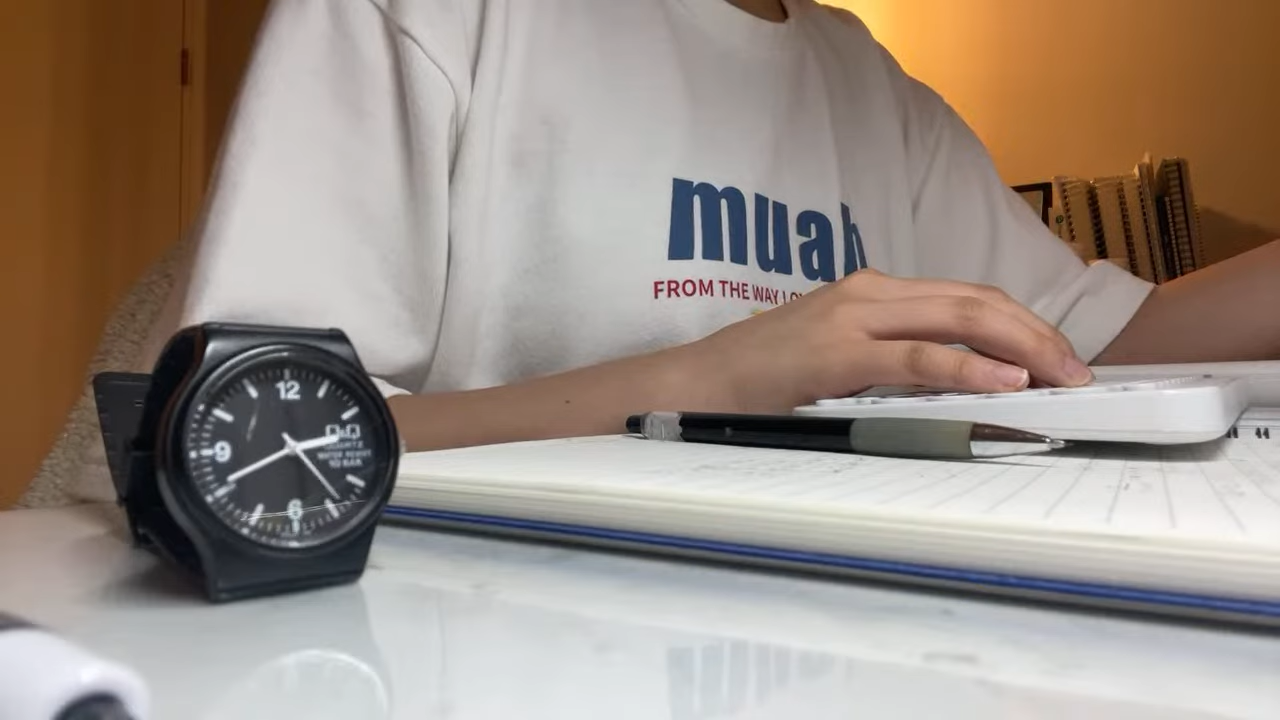 muah
FROM THE WAY
12
Q&Q
QUARTZ
WATER RESIST
10 BAR
9
6